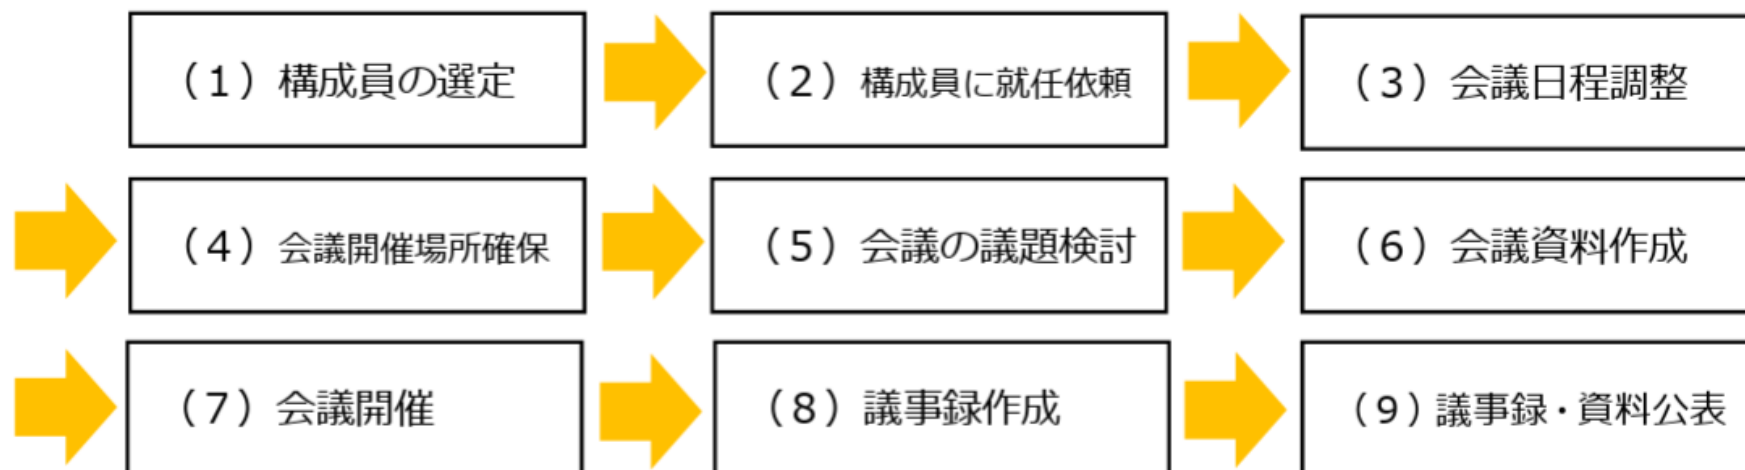 （1）構成員の選定
（2）構成員に就任依頼
（3）会議日程調整
（4）会議開催場所確保
（5）会議の議題検討
（6）会議資料作成
（7）会議開催
（8）議事録作成
（9）議事録・資料公表